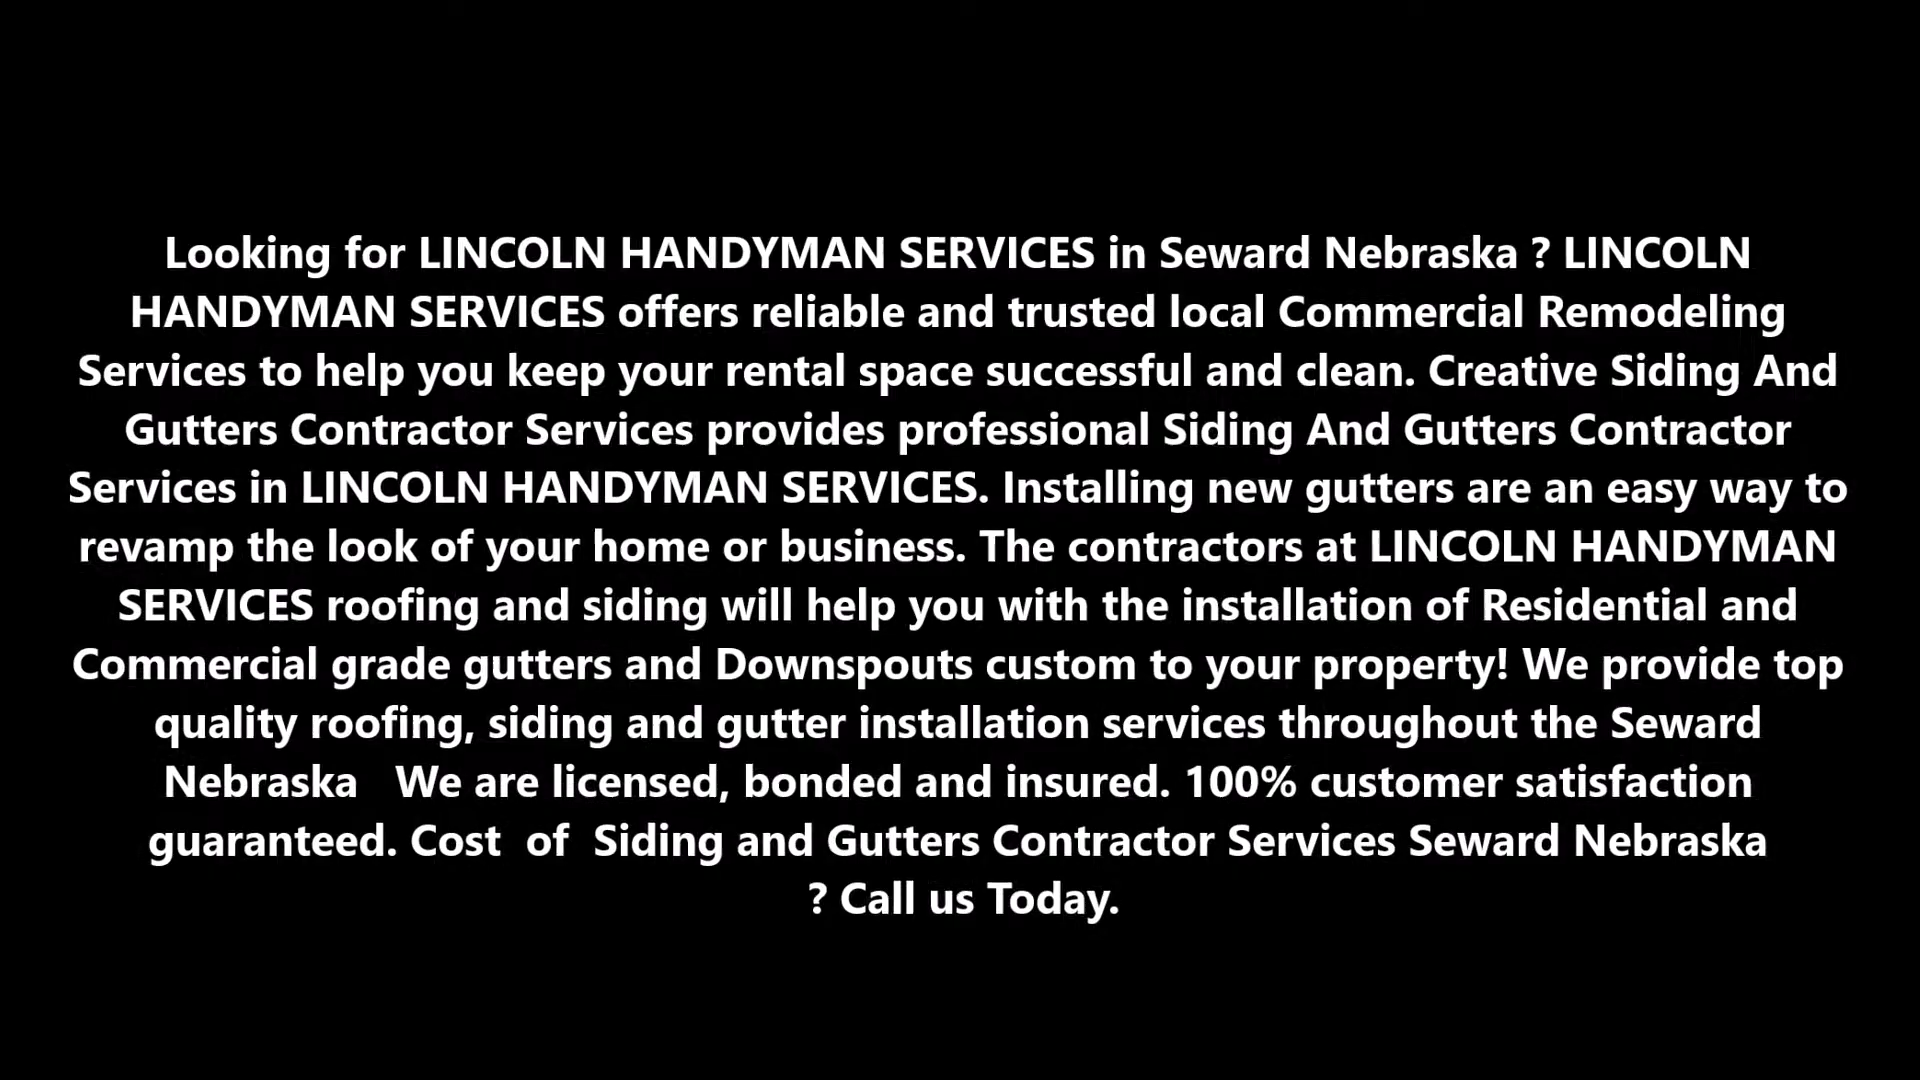 Looking for LINCOLN HANDYMAN SERVICES in Seward Nebraska ? LINCOLN
HANDYMAN SERVICES offers reliable and trusted local Commercial Remodeling
Services to help you keep your rental space successful and clean. Creative Siding And
Gutters Contractor Services provides professional Siding And Gutters Contractor
Services in LINCOLN HANDYMAN SERVICES. Installing new gutters are an easy way to
revamp the look of your home or business. The contractors at LINCOLN HANDYMAN
SERVICES roofing and siding will help you with the installation of Residential and
Commercial grade gutters and Downspouts custom to your property! We provide top
quality roofing, siding and gutter installation services throughout the Seward
Nebraska   We are licensed, bonded and insured. 100% customer satisfaction
guaranteed. Cost  of  Siding and Gutters Contractor Services Seward Nebraska
? Call us Today.